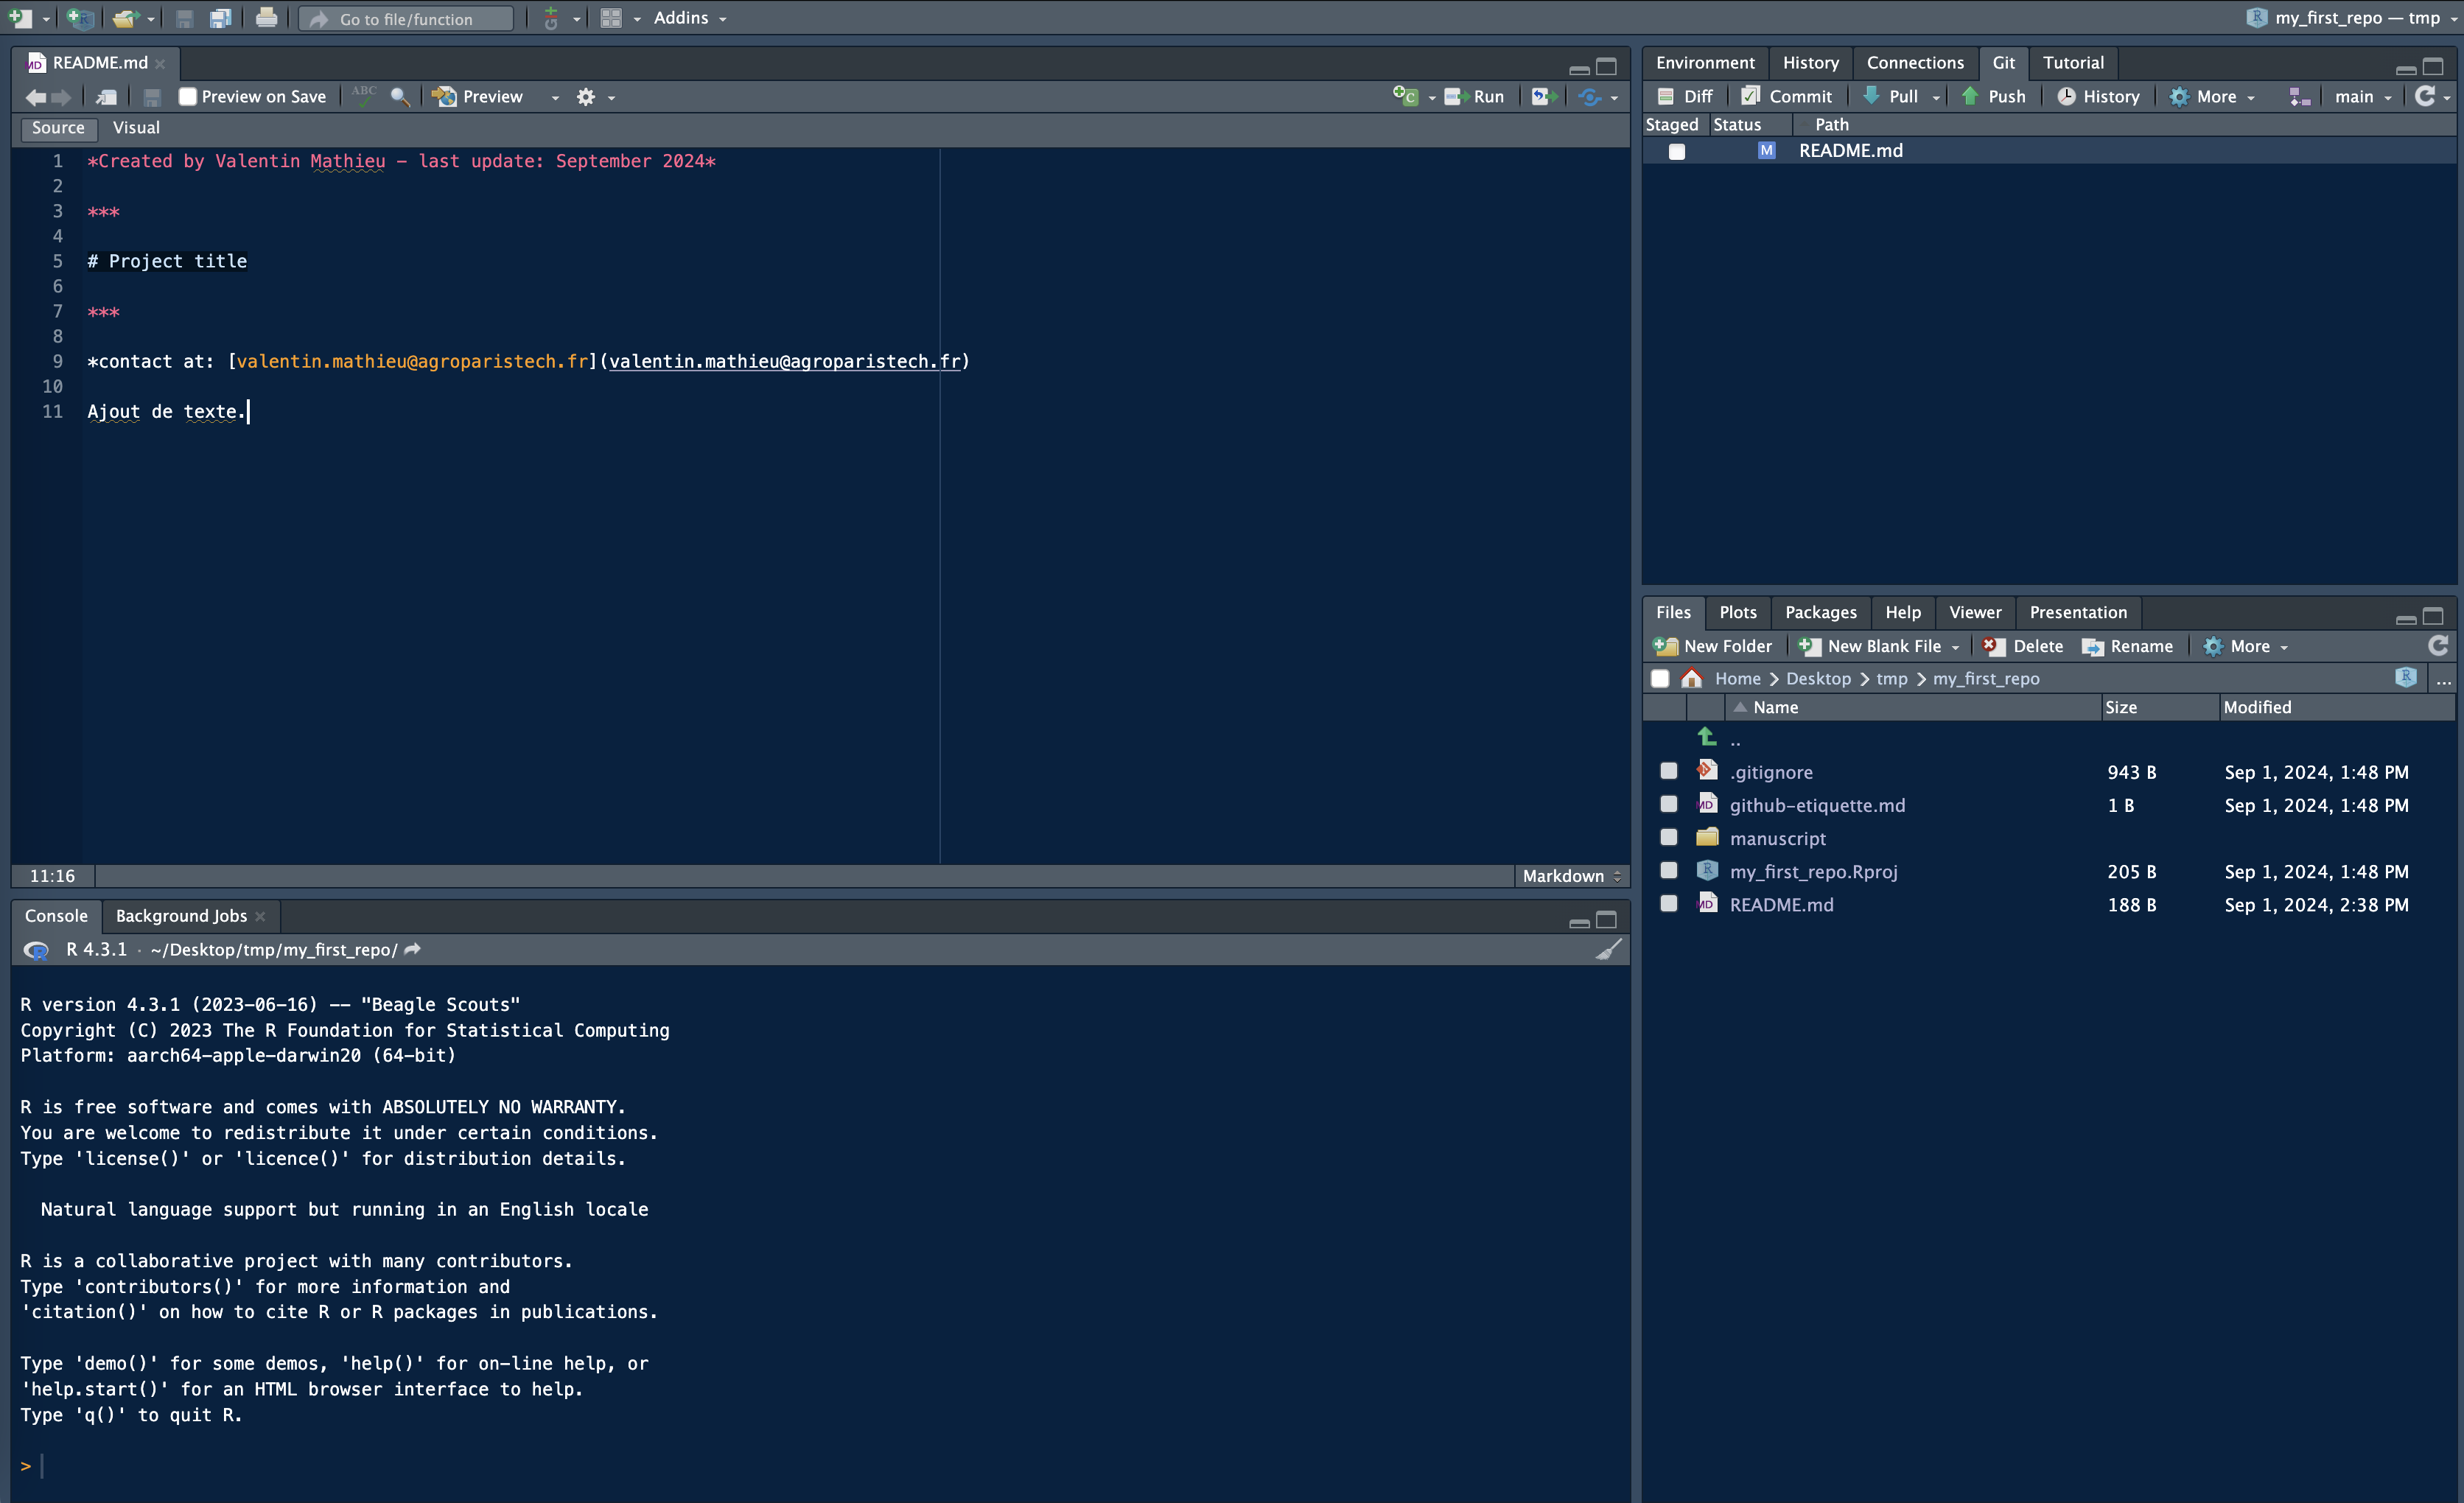 Go to file/function
Addins
my_first_repo — tmp
README.md
Preview on Save
ABC
Preview
Run
Source
Visual
1 *Created by Valentin Mathieu - last update: September 2024*
2
3 ***
4
5 # Project title
6
7 ***
8
9 *contact at: [valentin.mathieu@agroparistech.fr](valentin.mathieu@agroparistech.fr)
10
11 Ajout de texte.
11:16
Markdown
Console
Background Jobs
R 4.3.1 · ~/Desktop/tmp/my_first_repo/
R version 4.3.1 (2023-06-16) -- "Beagle Scouts"
Copyright (C) 2023 The R Foundation for Statistical Computing
Platform: aarch64-apple-darwin20 (64-bit)
R is free software and comes with ABSOLUTELY NO WARRANTY.
You are welcome to redistribute it under certain conditions.
Type 'license()' or 'licence()' for distribution details.
Natural language support but running in an English locale
R is a collaborative project with many contributors.
Type 'contributors()' for more information and
'citation()' on how to cite R or R packages in publications.
Type 'demo()' for some demos, 'help()' for on-line help, or
'help.start()' for an HTML browser interface to help.
Type 'q()' to quit R.
>
Environment History Connections Git Tutorial
Diff Commit Pull Push History More main
Staged Status Path
M README.md
Files Plots Packages Help Viewer Presentation
New Folder New Blank File Delete Rename More
Home Desktop tmp my_first_repo ...
Name Size Modified
..
.gitignore 943 B Sep 1, 2024, 1:48 PM
github-etiquette.md 1 B Sep 1, 2024, 1:48 PM
manuscript
my_first_repo.Rproj 205 B Sep 1, 2024, 1:48 PM
README.md 188 B Sep 1, 2024, 2:38 PM